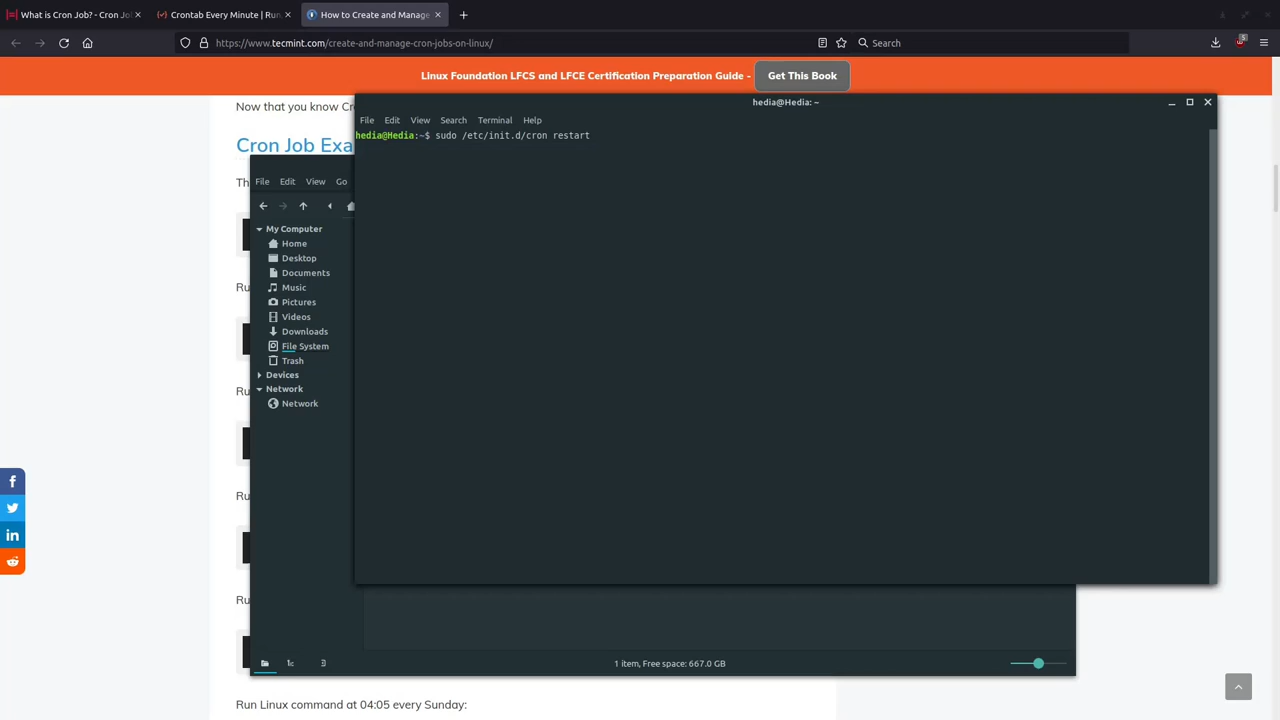 What is Cron Job? - Cron Jo
Crontab Every Minute | Run
How to Create and Manage
https://www.tecmint.com/create-and-manage-cron-jobs-on-linux/
Search
5
Linux Foundation LFCS and LFCE Certification Preparation Guide -
Get This Book
Now that you know Cr
Cron Job Exa
Th
Ru
Ru
Ru
Ru
Run Linux command at 04:05 every Sunday:
File Edit View Go
My Computer
Home
Desktop
Documents
Music
Pictures
Videos
Downloads
File System
Trash
Devices
Network
Network
1 item, Free space: 667.0 GB
hedia@Hedia: ~
File Edit View Search Terminal Help
hedia@Hedia:~$ sudo /etc/init.d/cron restart